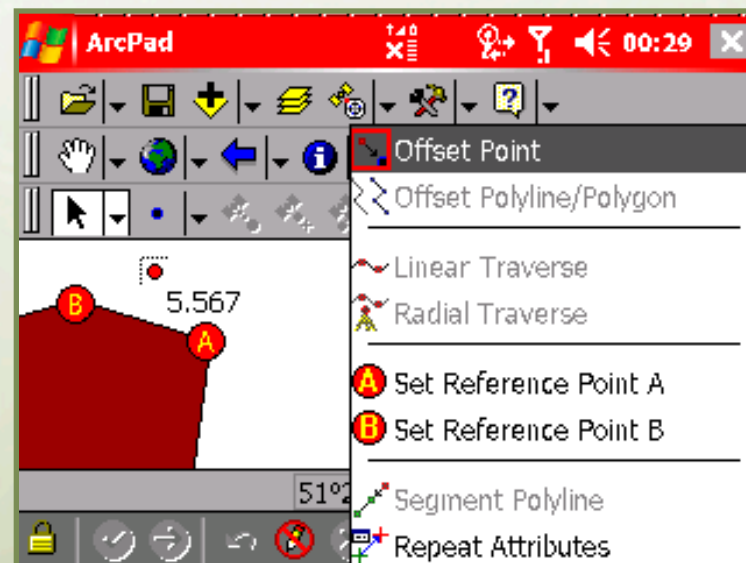 ArcPad 00:29
Offset Point
Offset Polyline/Polygon
Linear Traverse
Radial Traverse
A Set Reference Point A
B Set Reference Point B
Segment Polyline
Repeat Attributes
B 5.567
A
51º2